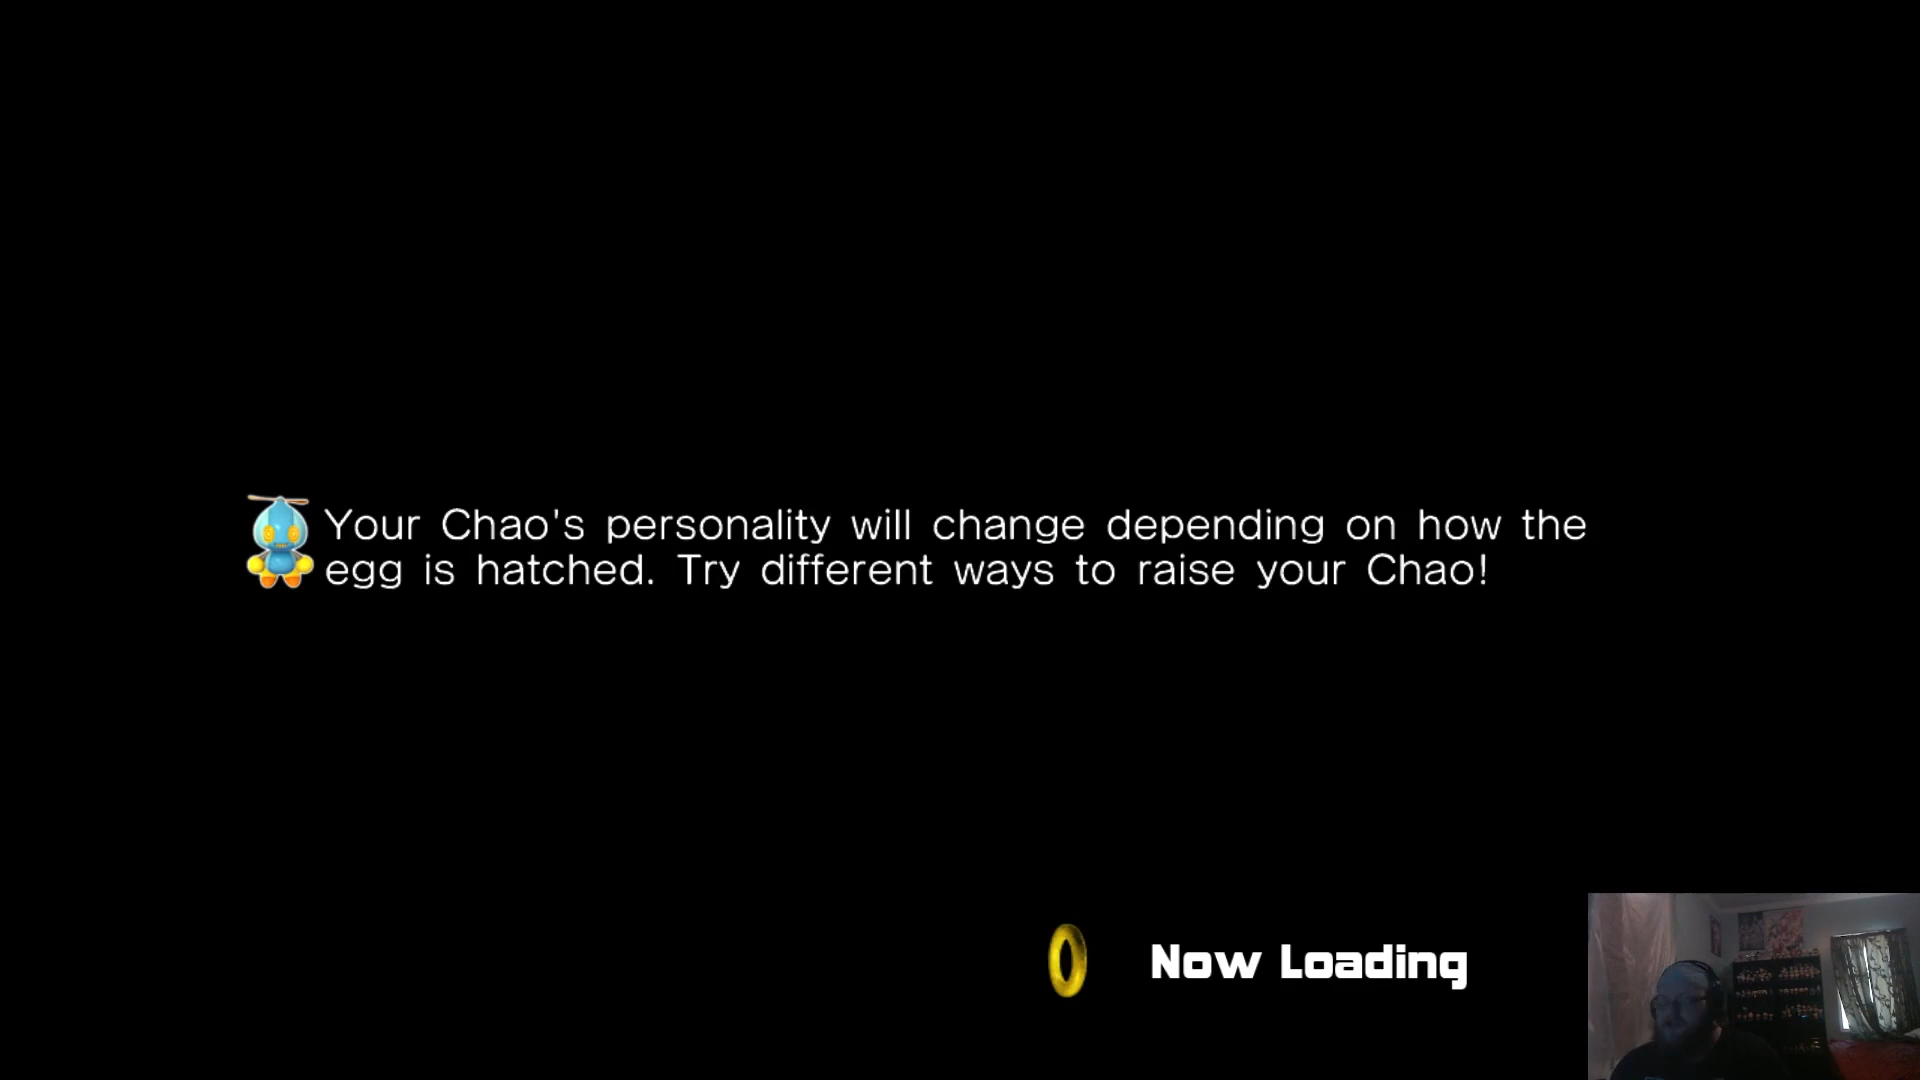 Your Chao's personality will change depending on how the
egg is hatched. Try different ways to raise your Chao!
Now Loading